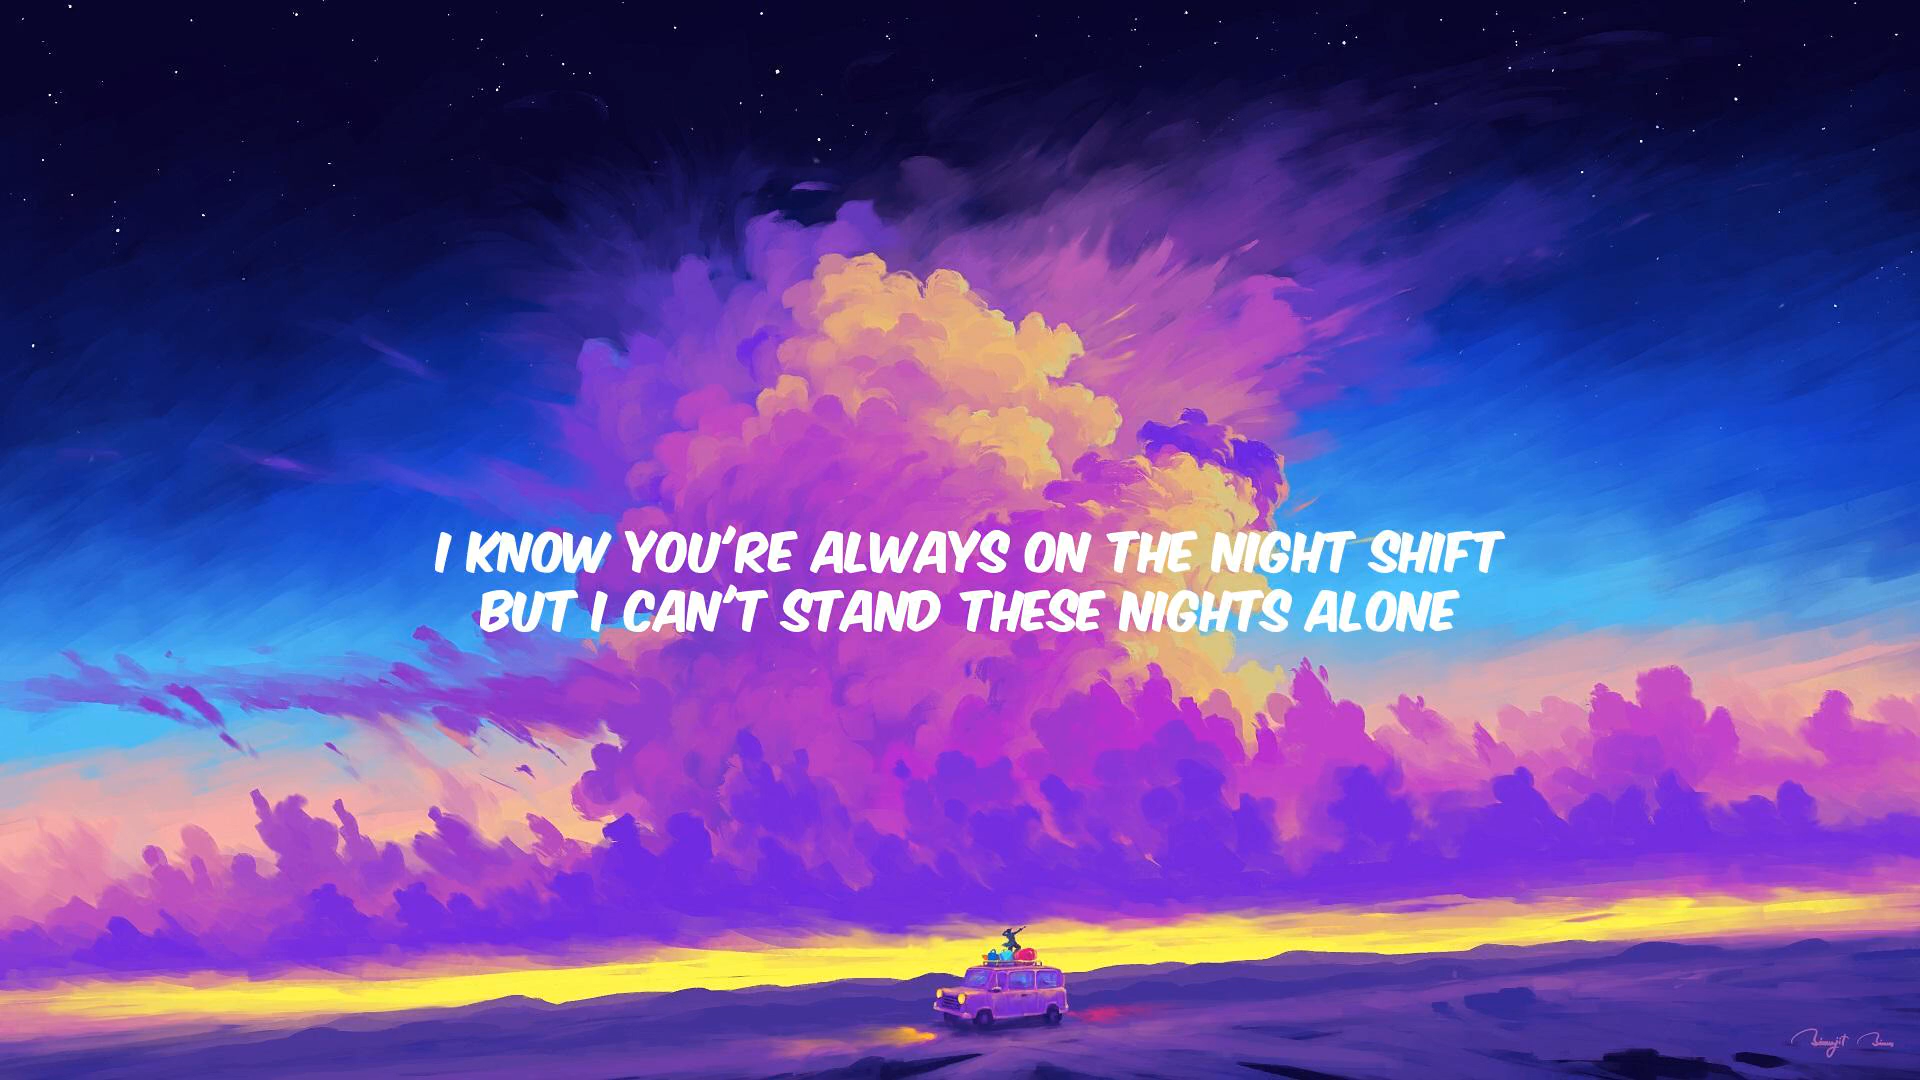 I KNOW YOU'RE ALWAYS ON THE NIGHT SHIFT
BUT I CAN'T STAND THESE NIGHTS ALONE